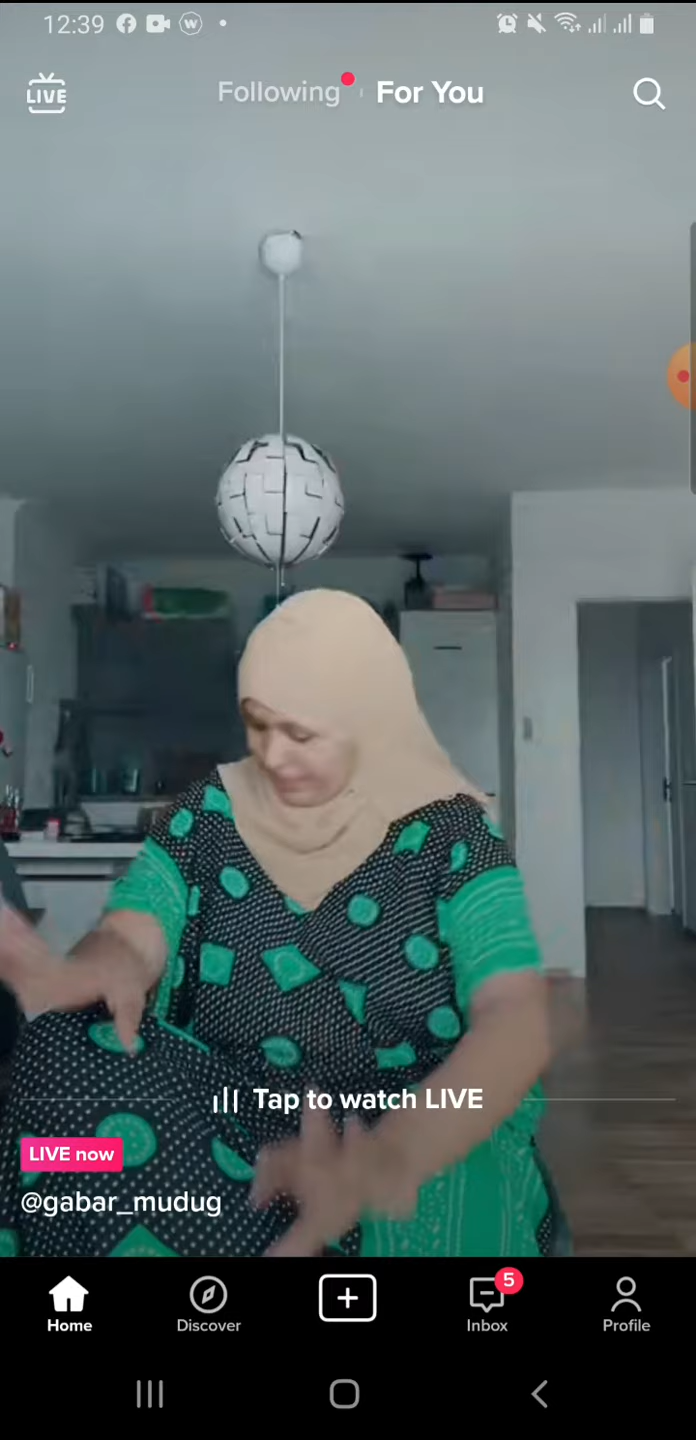 12:39
LIVE
Following For You
Tap to watch LIVE
LIVE now
@gabar_mudug
5
Home Discover Inbox Profile